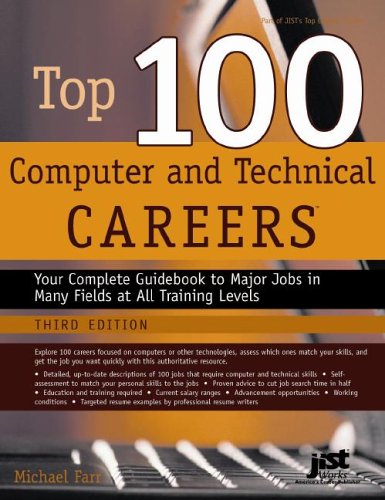 Part of JIST's Top
Top 100
Computer and Technical
CAREERS™
Your Complete Guidebook to Major Jobs in
Many Fields at All Training Levels
THIRD EDITION
Explore 100 careers focused on computers or other technologies, assess which ones match your skills, and
get the job you want quickly with this authoritative resource.
• Detailed, up-to-date descriptions of 100 jobs that require computer and technical skills • Self-
assessment to match your personal skills to the jobs • Proven advice to cut job search time in half
• Education and training required • Current salary ranges • Advancement opportunities • Working
conditions • Targeted resume examples by professional resume writers
Michael Farr
jist
Works
America's Career Publisher